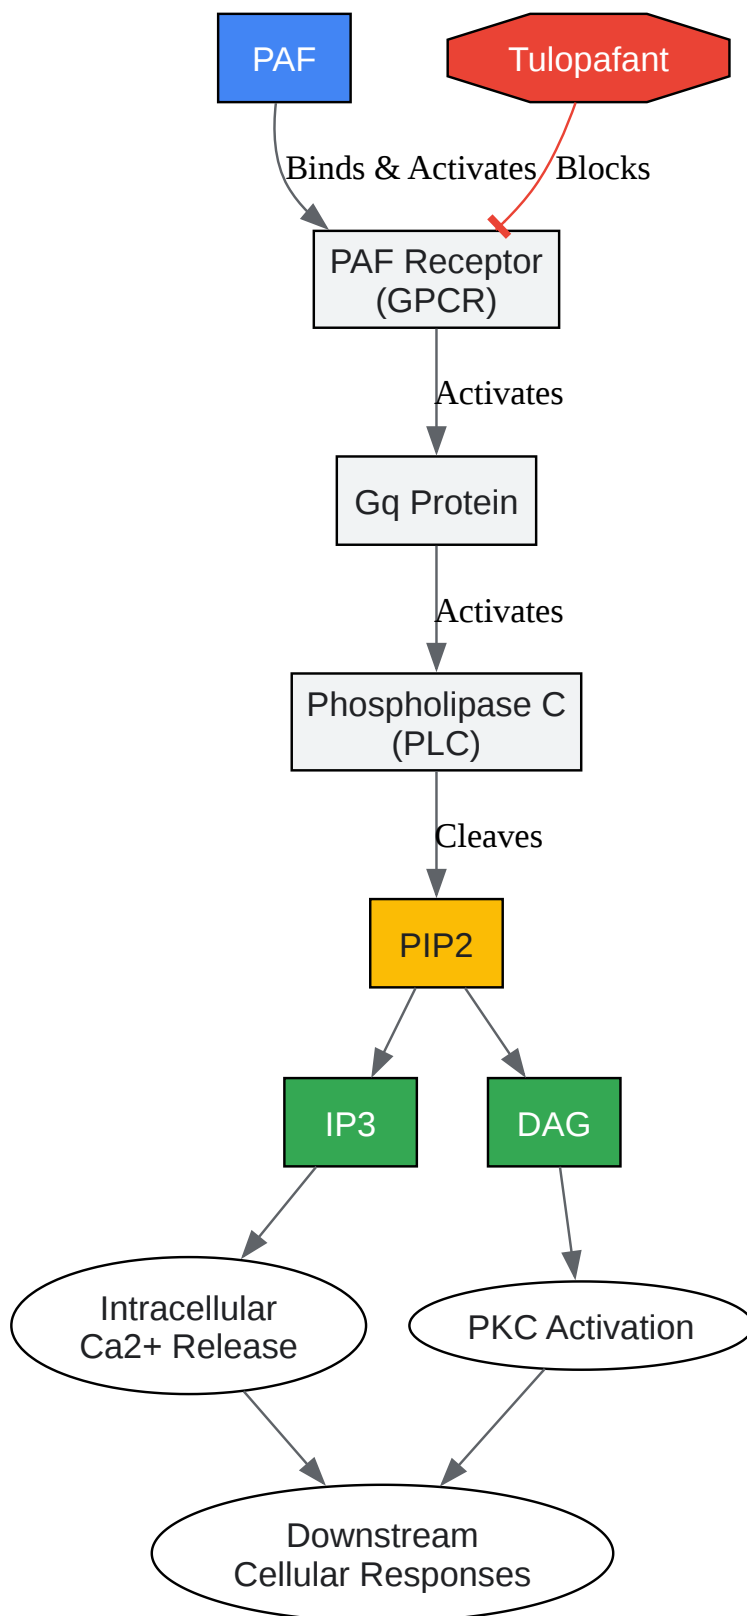 PAF
Tulopafant
Binds & Activates
Blocks
PAF Receptor
(GPCR)
Activates
Gq Protein
Activates
Phospholipase C
(PLC)
Cleaves
PIP2
IP3
DAG
Intracellular
Ca2+ Release
PKC Activation
Downstream
Cellular Responses